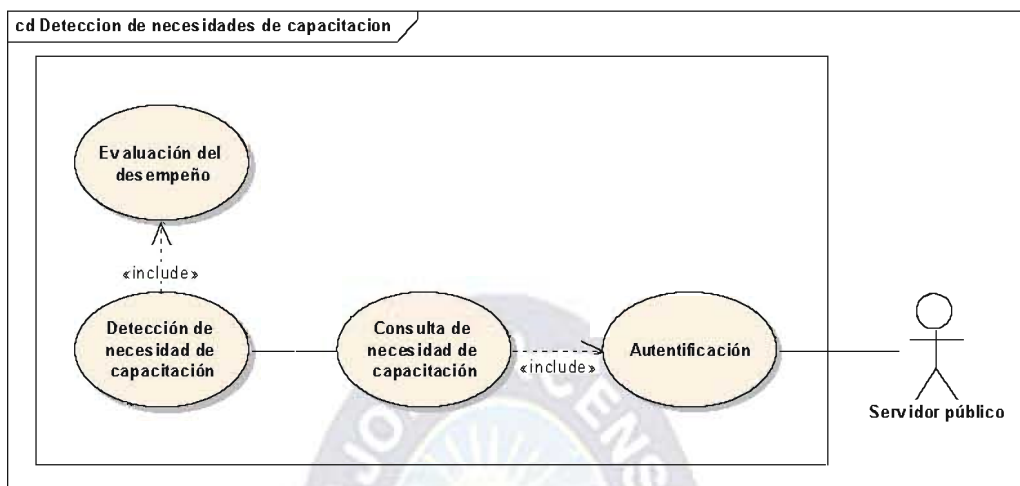 cd Deteccion de necesidades de capacitacion
Evaluación del
desempeño
«include»
Detección de
necesidad de
capacitación
Consulta de
necesidad de
capacitación
«include»
Autentificación
Servidor público